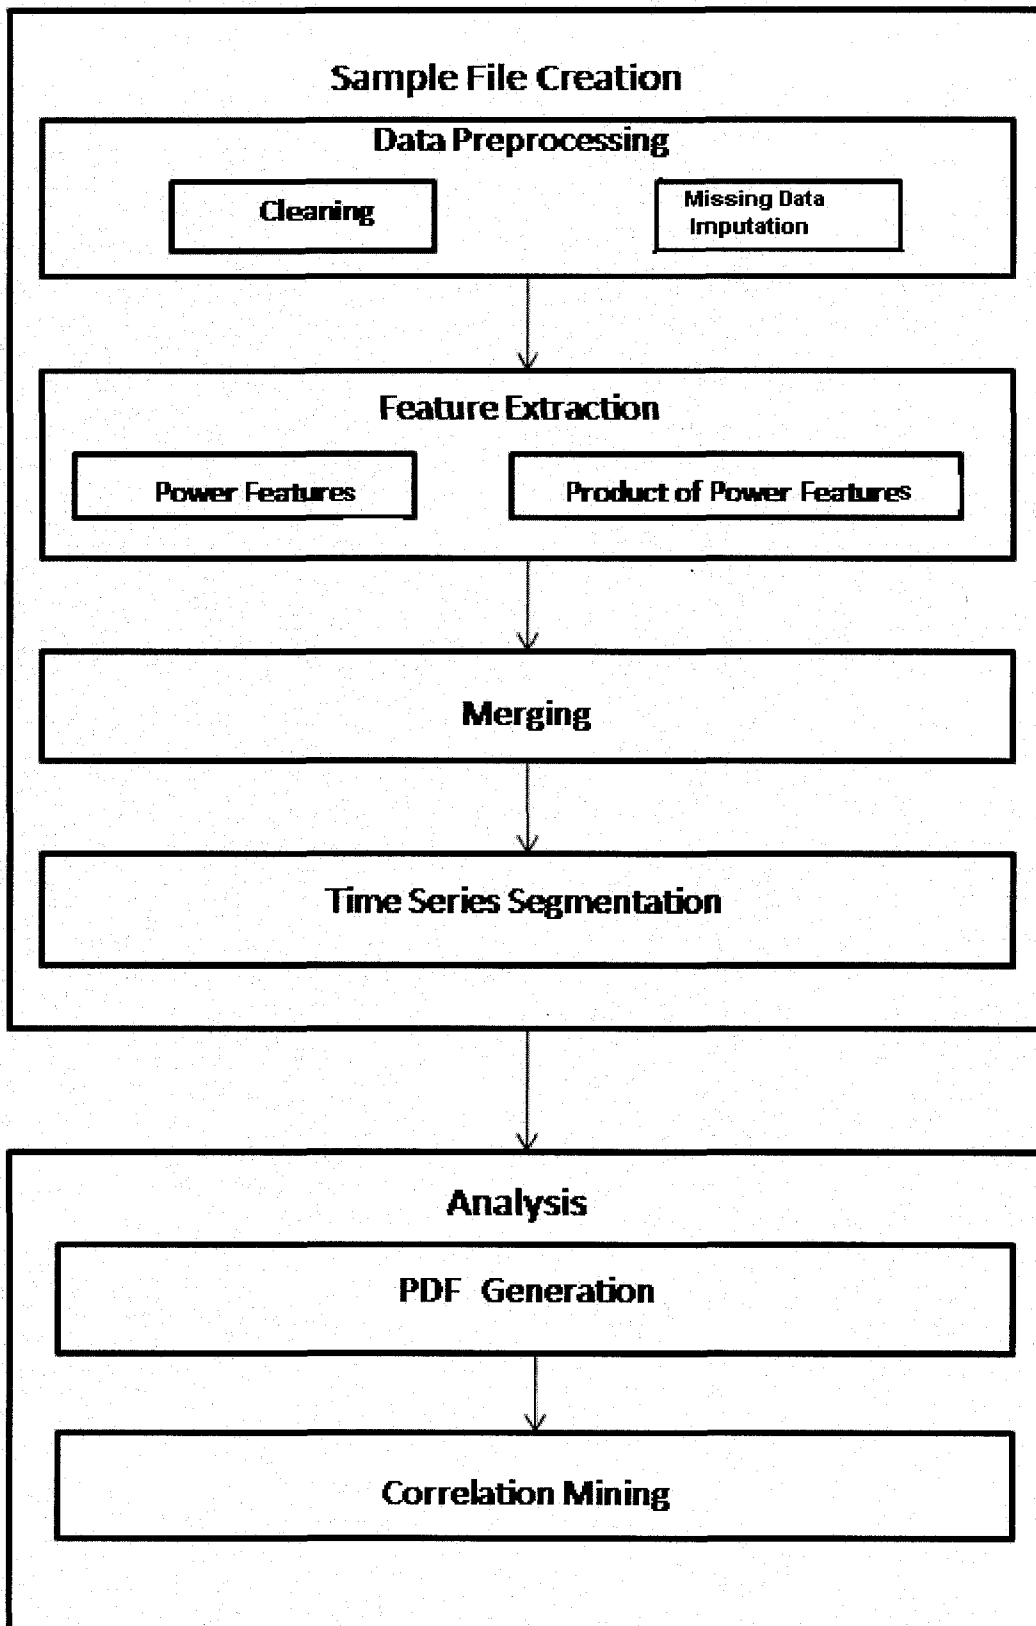 Sample File Creation
Data Preprocessing
Cleaning
Missing Data
Imputation
Feature Extraction
Power Features
Product of Power Features
Merging
Time Series Segmentation
Analysis
PDF Generation
Correlation Mining